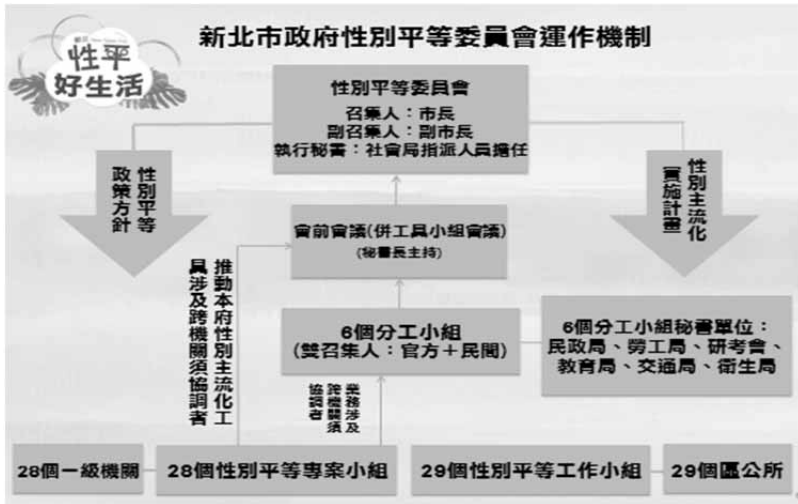 性平
好生活
新北市政府性別平等委員會運作機制
性別平等委員會
召集人：市長
副召集人：副市長
執行秘書：社會局指派人員擔任
性別平等
政策方針
性別主流化
實施計畫
會前會議(併工具小組會議)
(秘書長主持)
推動本府性別主流化工
具涉及跨機關須協調者
6個分工小組
(雙召集人：官方＋民間)
6個分工小組秘書單位：
民政局、勞工局、研考會、
教育局、交通局、衛生局
業務涉及
跨機關須
協調者
28個一級機關
28個性別平等專案小組
29個性別平等工作小組
29個區公所